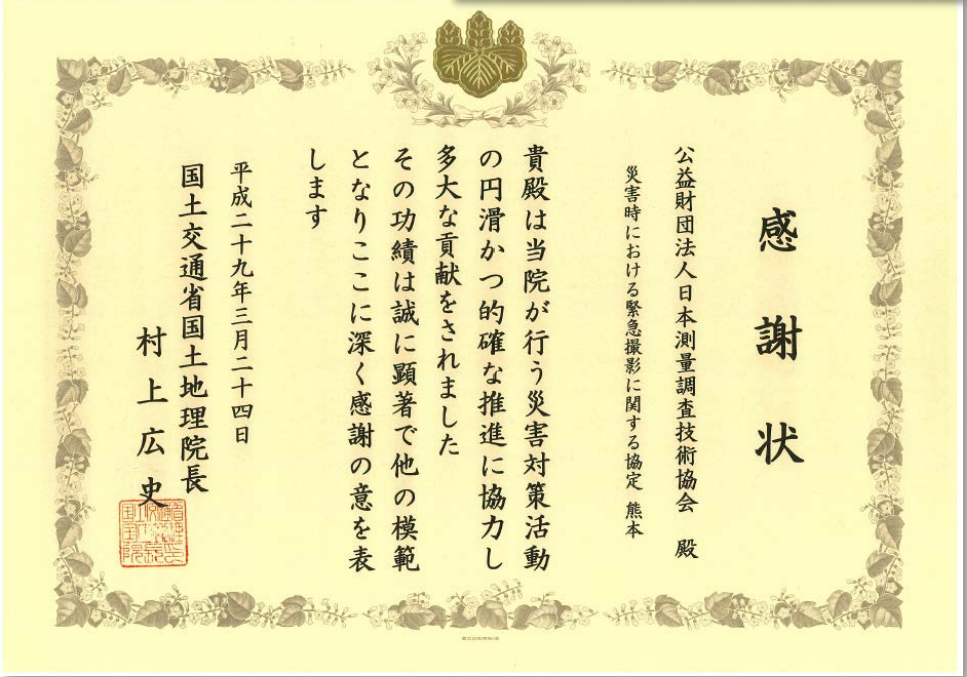 感謝状
公益財団法人日本測量調査技術協会 殿
災害時における緊急撮影に関する協定 熊本
貴殿は当院が行う災害対策活動
の円滑かつ的確な推進に協力し
多大な貢献をされました
その功績は誠に顕著で他の模範
となりここに深く感謝の意を表
します
平成二十九年三月二十四日
国土交通省国土地理院長
村上広史